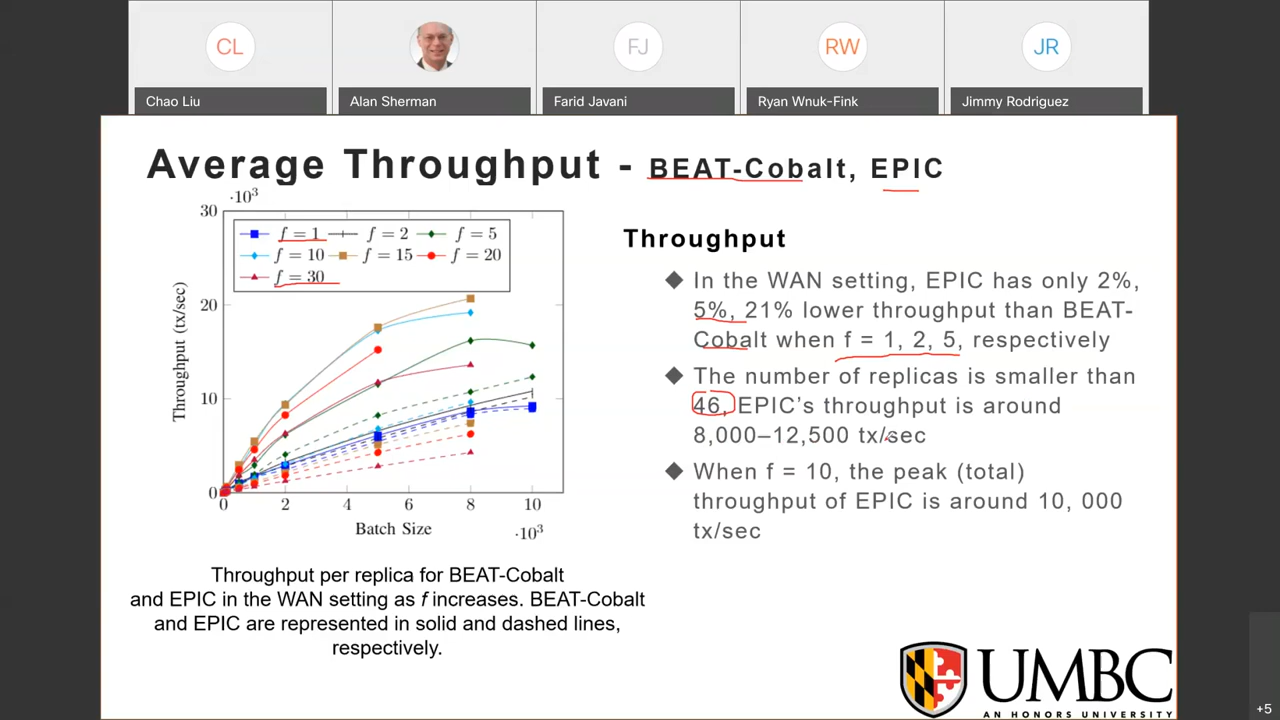 CL
FJ
RW
JR
Chao Liu
Alan Sherman
Farid Javani
Ryan Wnuk-Fink
Jimmy Rodriguez
Average Throughput - BEAT-Cobalt, EPIC
·10³
30
20
10
0
Throughput (tx/sec)
f = 1 f = 2 f = 5
f = 10 f = 15 f = 20
f = 30
0 2 4 6 8 10
Batch Size
·10³
Throughput per replica for BEAT-Cobalt
and EPIC in the WAN setting as f increases. BEAT-Cobalt
and EPIC are represented in solid and dashed lines,
respectively.
Throughput
In the WAN setting, EPIC has only 2%,
5%, 21% lower throughput than BEAT-
Cobalt when f = 1, 2, 5, respectively
The number of replicas is smaller than
46, EPIC's throughput is around
8,000–12,500 tx/sec
When f = 10, the peak (total)
throughput of EPIC is around 10, 000
tx/sec
UMBC
AN HONORS UNIVERSITY
+5